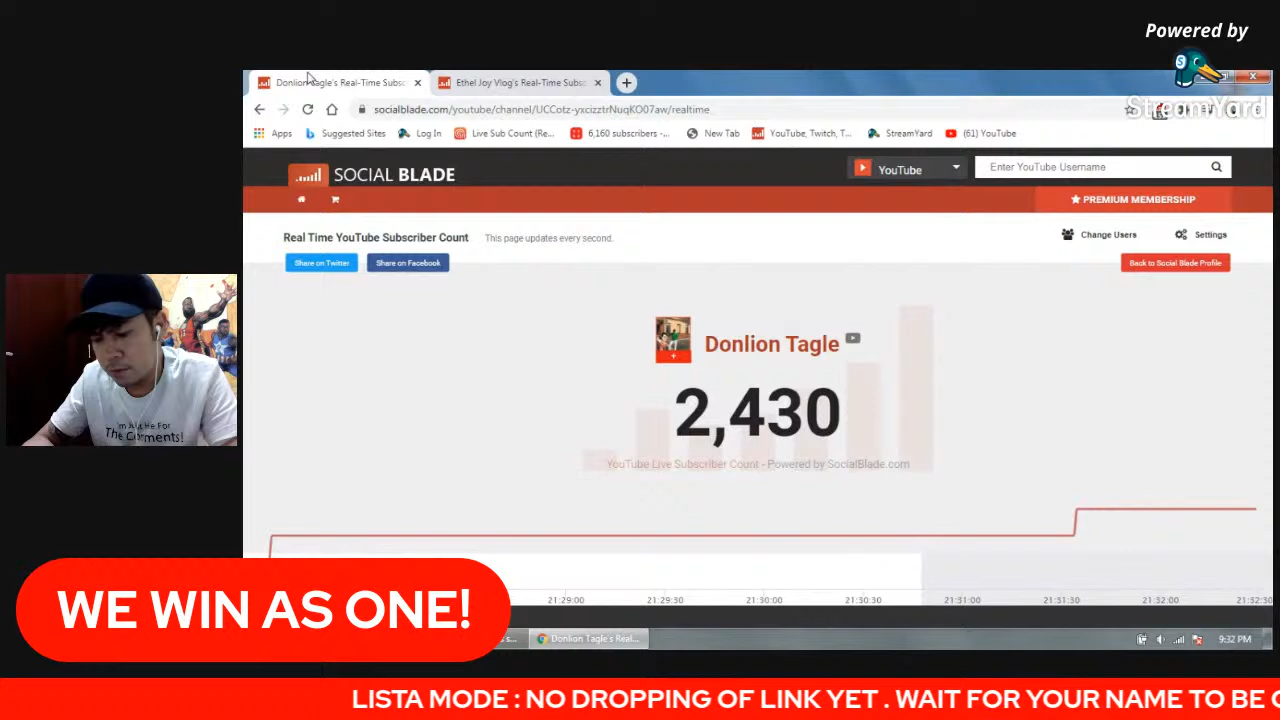 Powered by
StreamYard
Donlion Tagle's Real-Time Subsc
Ethel Joy Vlog's Real-Time Subsc
socialblade.com/youtube/channel/UCCotz-yxcizztrNuqKO07aw/realtime
Apps
Suggested Sites
Log In
Live Sub Count (Re...
6,160 subscribers -...
New Tab
YouTube, Twitch, T...
StreamYard
(61) YouTube
SOCIAL BLADE
YouTube
Enter YouTube Username
PREMIUM MEMBERSHIP
Real Time YouTube Subscriber Count
This page updates every second.
Change Users
Settings
Share on Twitter
Share on Facebook
Back to Social Blade Profile
Donlion Tagle
2,430
YouTube Live Subscriber Count - Powered by SocialBlade.com
I'm Just He For
The Comments!
21:29:00
21:29:30
21:30:00
21:30:30
21:31:00
21:31:30
21:32:00
21:52:30
WE WIN AS ONE!
Donlion Tagle's Real...
9:32 PM
LISTA MODE : NO DROPPING OF LINK YET . WAIT FOR YOUR NAME TO BE